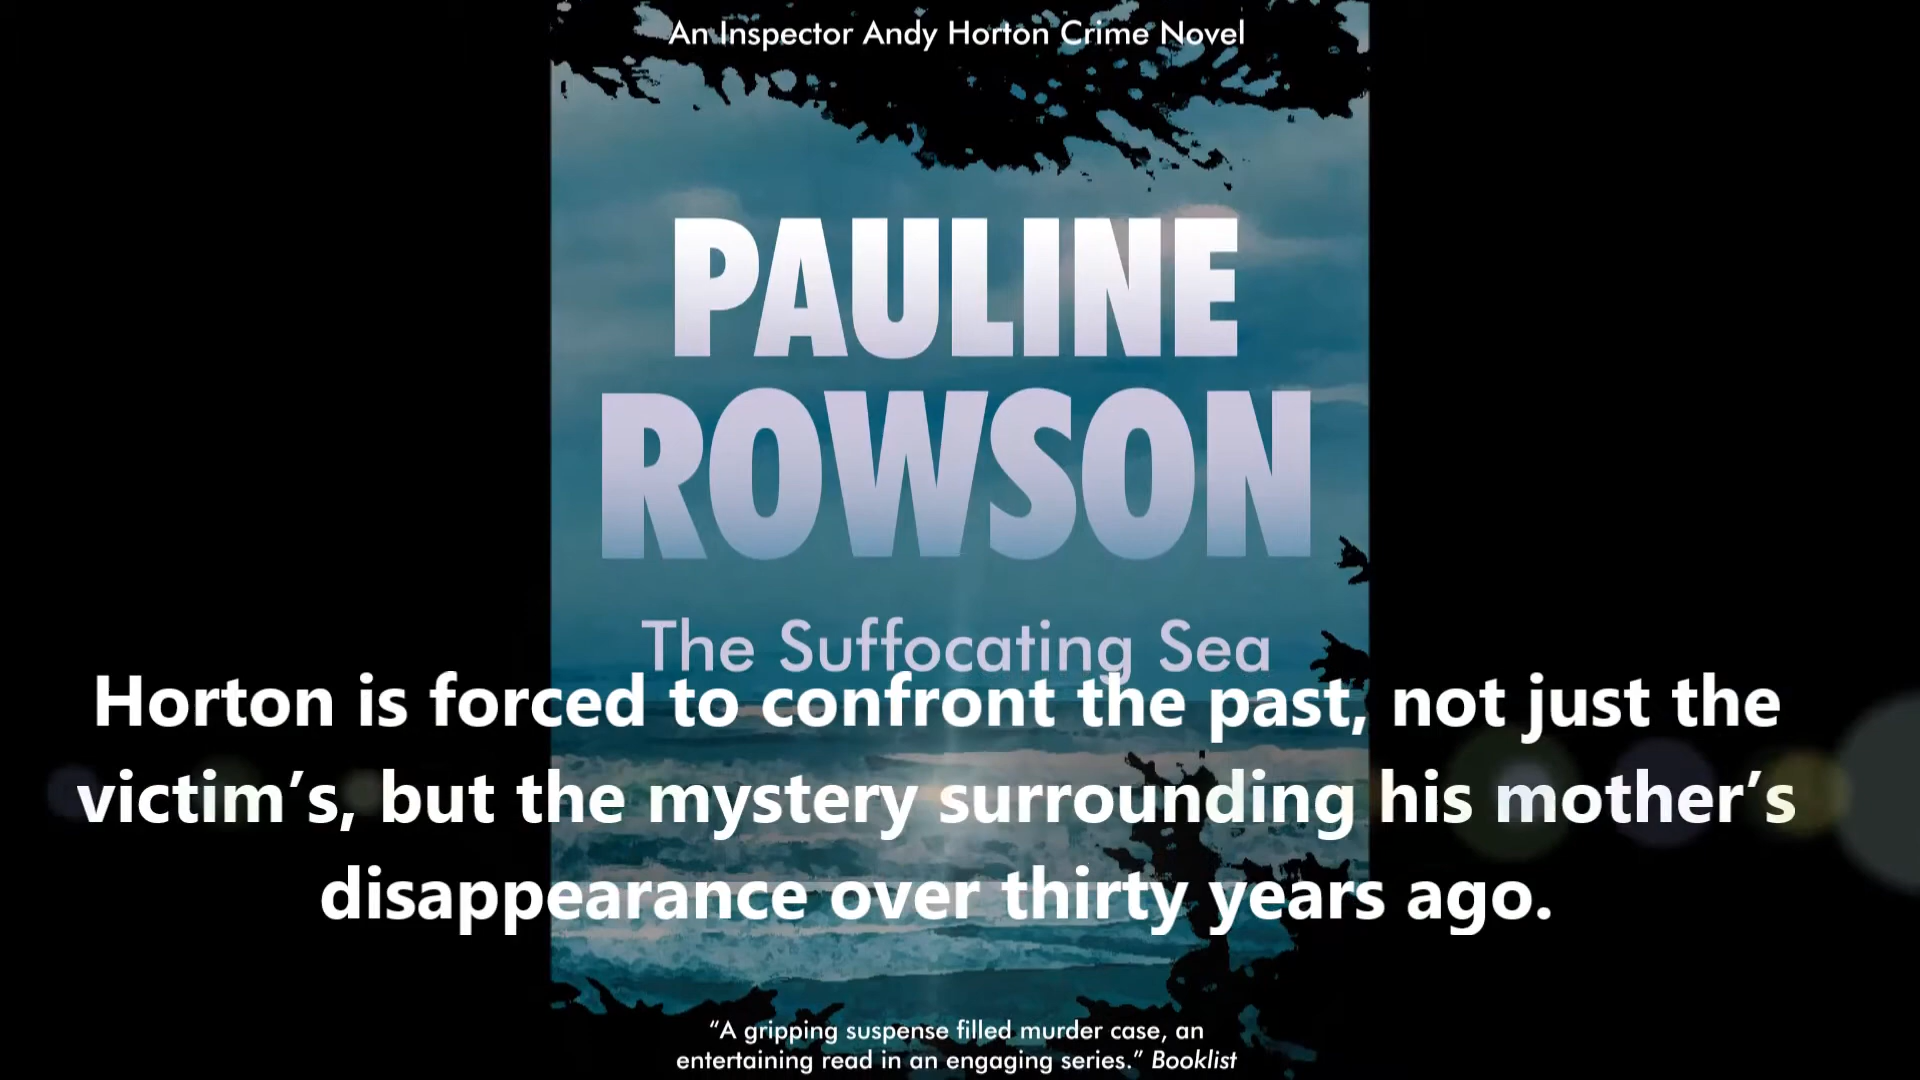 An Inspector Andy Horton Crime Novel
PAULINE
ROWSON
The Suffocating Sea
Horton is forced to confront the past, not just the
victim’s, but the mystery surrounding his mother’s
disappearance over thirty years ago.
“A gripping suspense filled murder case, an
entertaining read in an engaging series.” Booklist